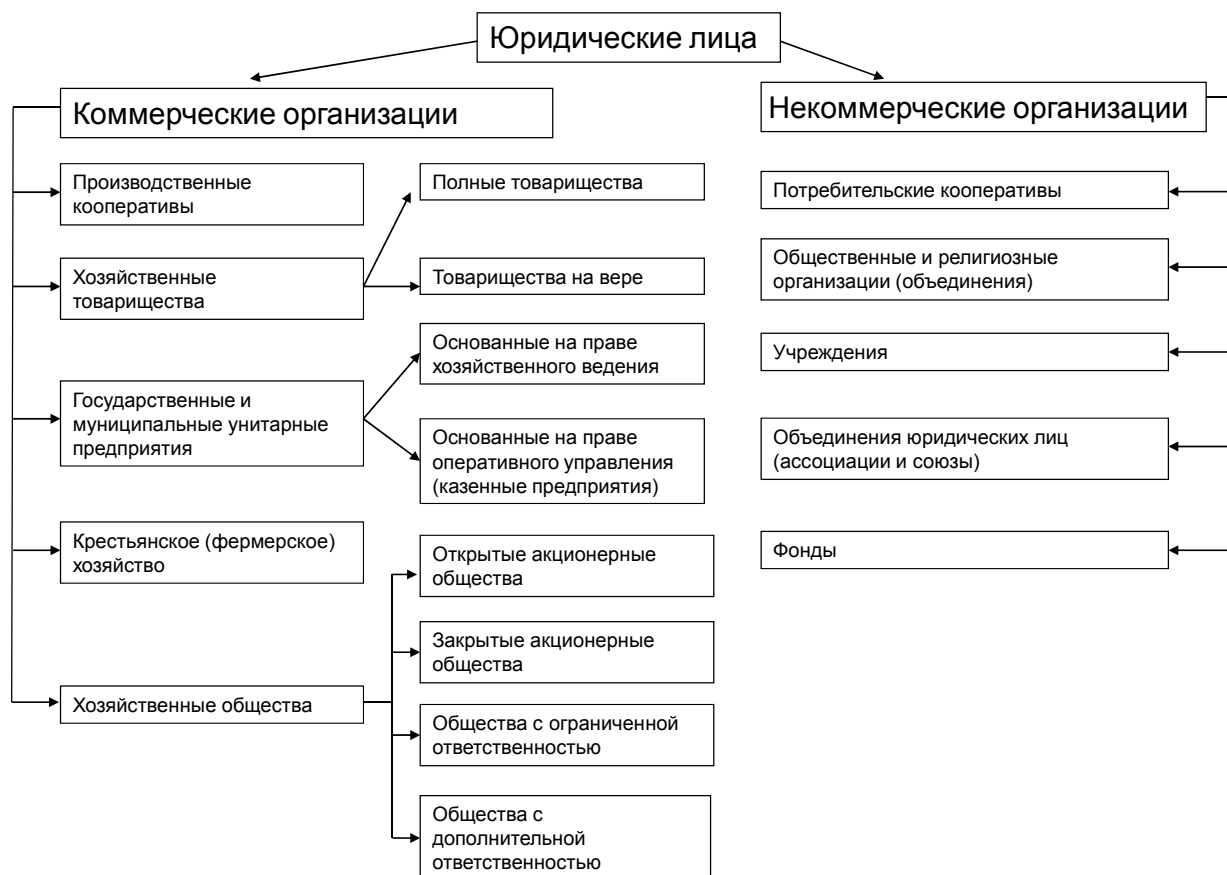 Юридические лица
Коммерческие организации
Производственные
кооперативы
Хозяйственные
товарищества
Государственные и
муниципальные унитарные
предприятия
Крестьянское (фермерское)
хозяйство
Хозяйственные общества
Полные товарищества
Товарищества на вере
Основанные на праве
хозяйственного ведения
Основанные на праве
оперативного управления
(казенные предприятия)
Открытые акционерные
общества
Закрытые акционерные
общества
Общества с ограниченной
ответственностью
Общества с
дополнительной
ответственностью
Некоммерческие организации
Потребительские кооперативы
Общественные и религиозные
организации (объединения)
Учреждения
Объединения юридических лиц
(ассоциации и союзы)
Фонды